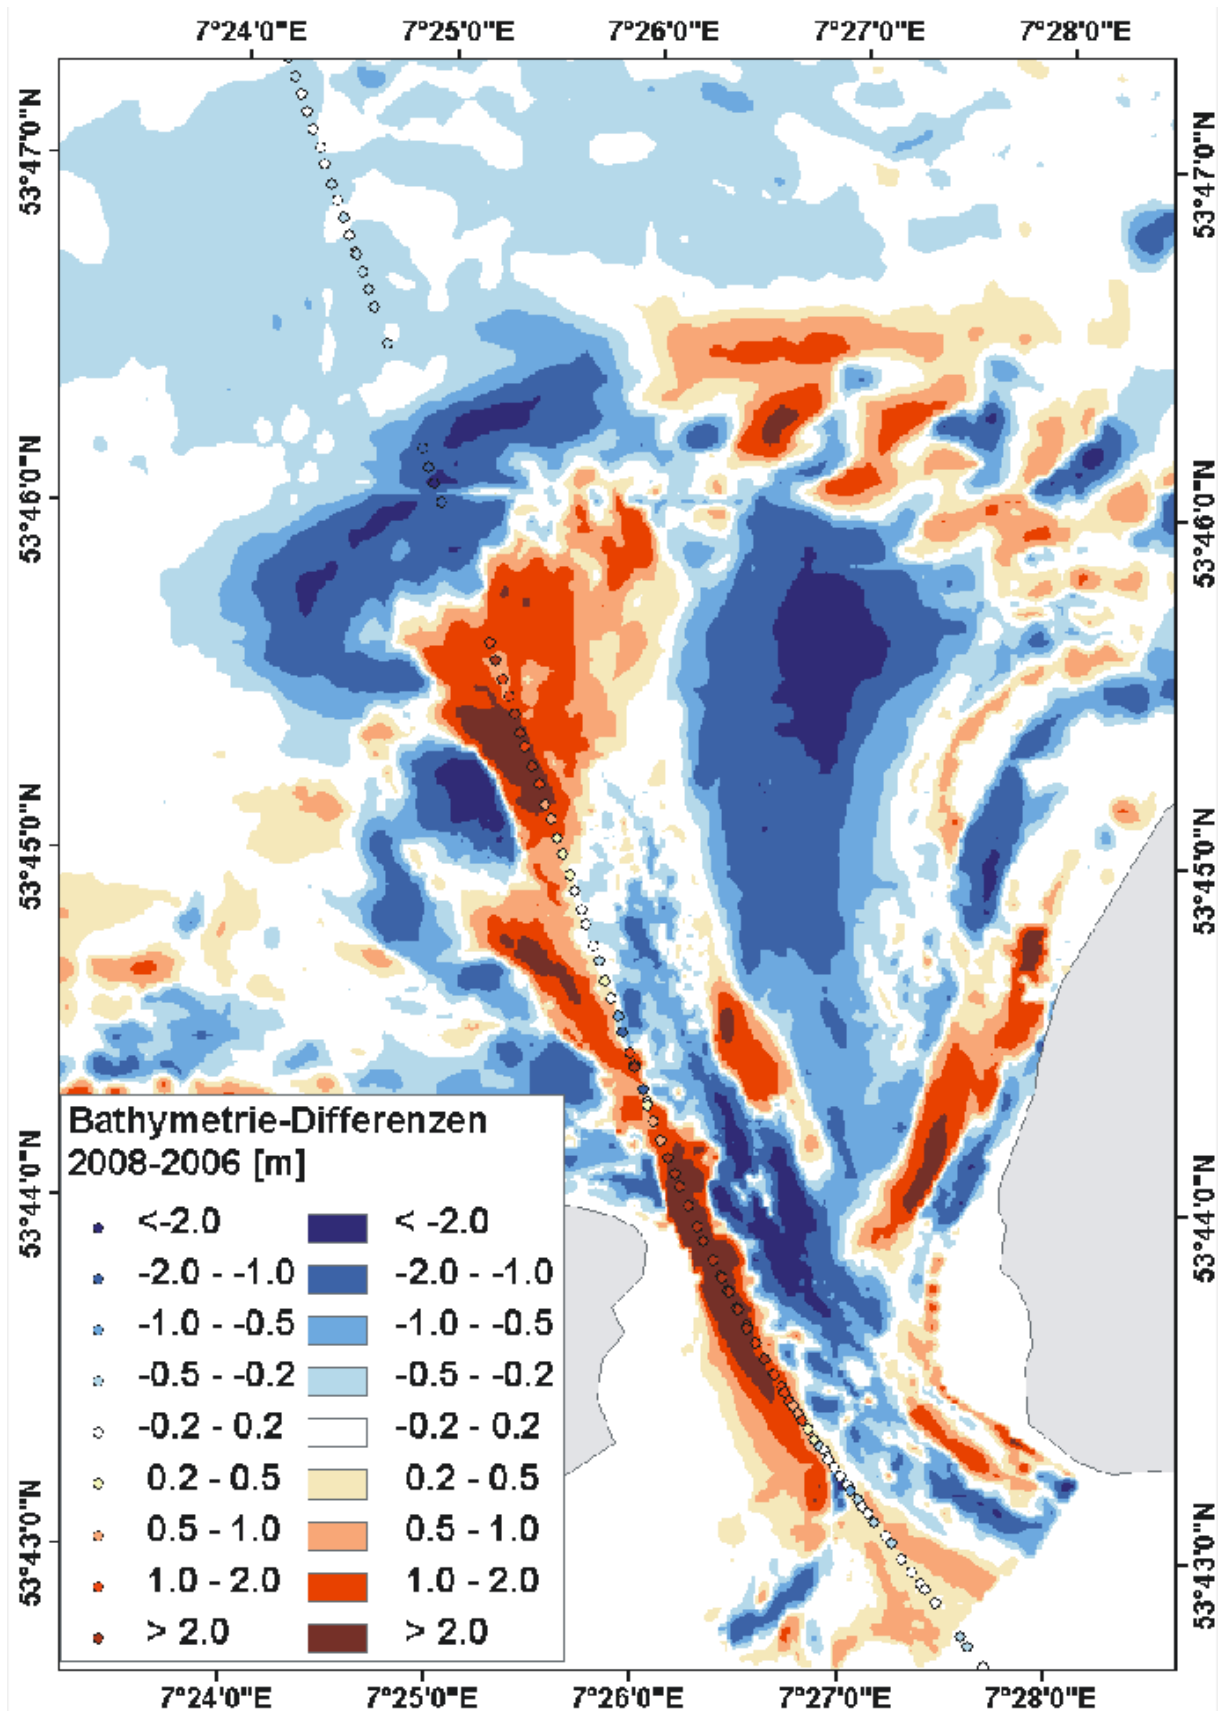 7°24'0"E 7°25'0"E 7°26'0"E 7°27'0"E 7°28'0"E
53°47'0"N
53°46'0"N
53°45'0"N
53°44'0"N
53°43'0"N
53°47'0"N
53°46'0"N
53°45'0"N
53°44'0"N
53°43'0"N
Bathymetrie-Differenzen
2008-2006 [m]
<-2.0 < -2.0
-2.0 - -1.0 -2.0 - -1.0
-1.0 - -0.5 -1.0 - -0.5
-0.5 - -0.2 -0.5 - -0.2
-0.2 - 0.2 -0.2 - 0.2
0.2 - 0.5 0.2 - 0.5
0.5 - 1.0 0.5 - 1.0
1.0 - 2.0 1.0 - 2.0
> 2.0 > 2.0
7°24'0"E 7°25'0"E 7°26'0"E 7°27'0"E 7°28'0"E